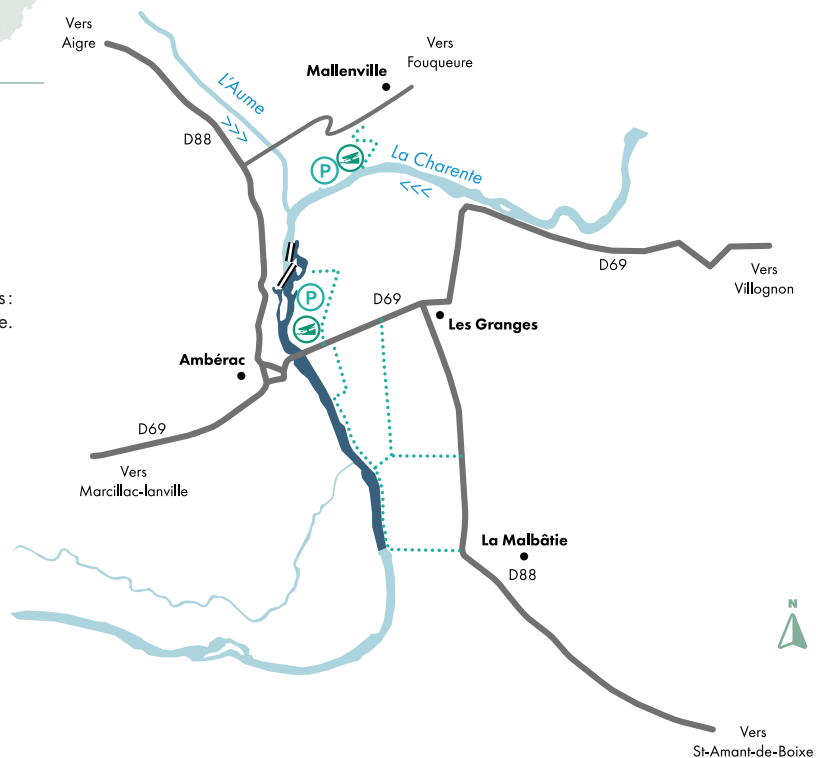 Vers
Aigre
Vers
Fouqueure
Mallenville
L'Aume
>>>
D88
P
La Charente
<<<
D69
Vers
Villognon
s :
e.
P
D69
Les Granges
Ambérac
D69
Vers
Marcillac-lanville
La Malbâtie
D88
N
Vers
St-Amant-de-Boixe